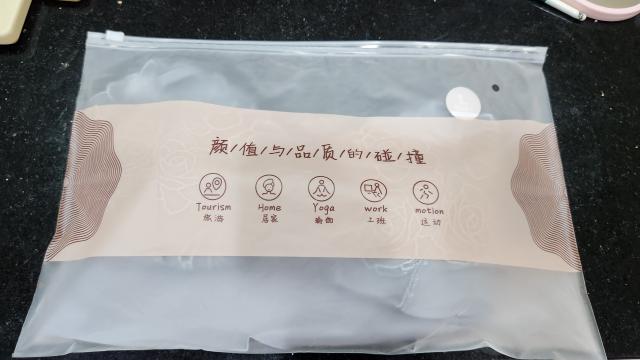 颜/值/与/品/质/的/碰/撞
Tourism Home Yoga work motion
旅游 居家 瑜伽 上班 运动